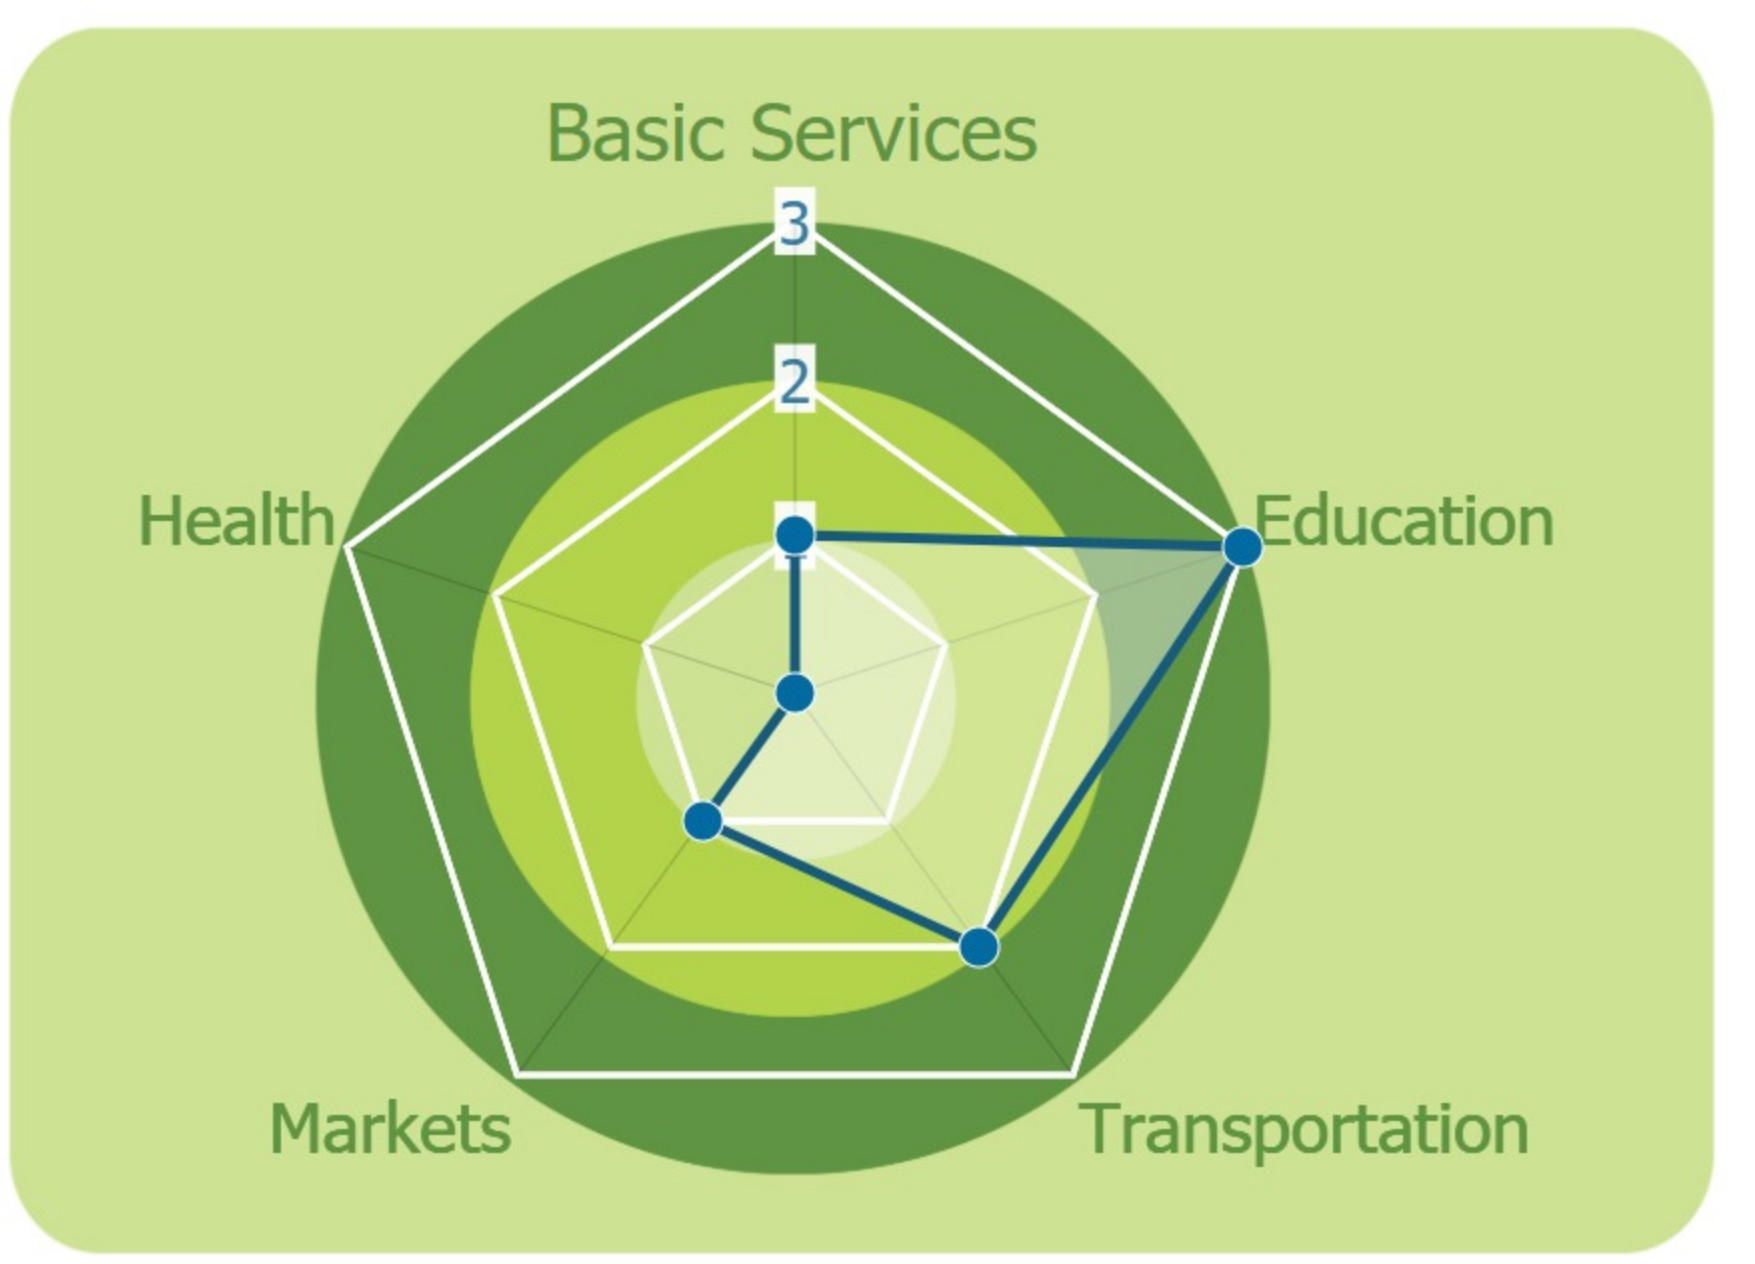 Basic Services
3
2
Health
Education
Markets
Transportation